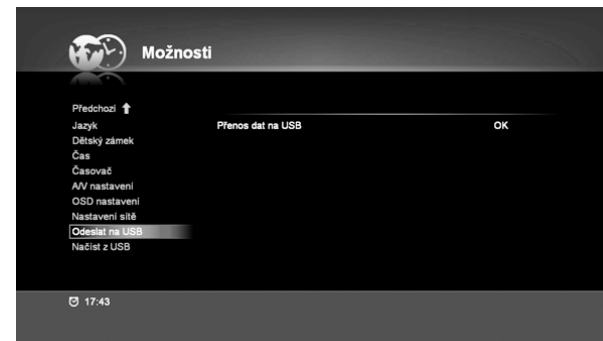 Možnosti
Předchozí
Jazyk
Přenos dat na USB OK
Dětský zámek
Čas
Časovač
A/V nastavení
OSD nastavení
Nastavení sítě
Odeslat na USB
Načíst z USB
17:43